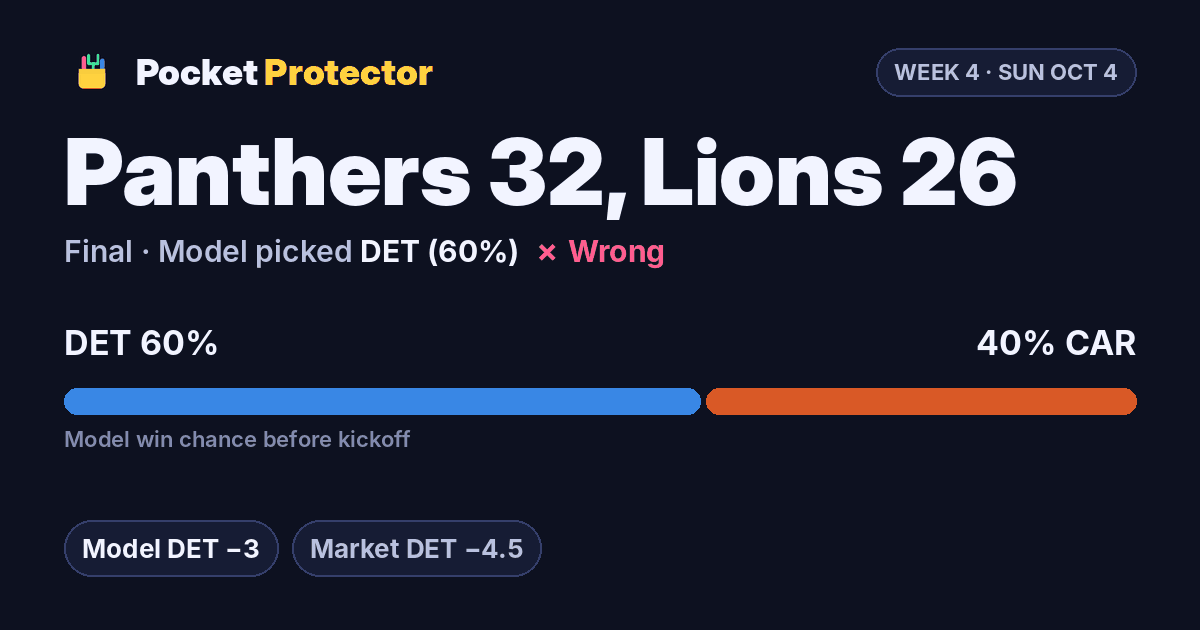 Pocket Protector
WEEK 4 · SUN OCT 4
Panthers 32, Lions 26
Final · Model picked DET (60%) × Wrong
DET 60%
40% CAR
Model win chance before kickoff
Model DET −3
Market DET −4.5